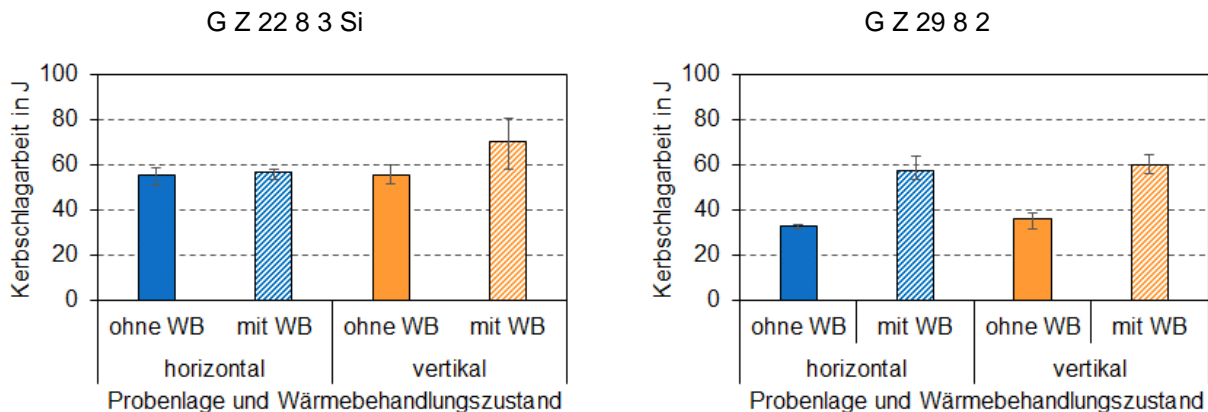 G Z 22 8 3 Si
Kerbschlagarbeit in J
100
80
60
40
20
0
ohne WB mit WB ohne WB mit WB
horizontal vertikal
Probenlage und Wärmebehandlungszustand
G Z 29 8 2
Kerbschlagarbeit in J
100
80
60
40
20
0
ohne WB mit WB ohne WB mit WB
horizontal vertikal
Probenlage und Wärmebehandlungszustand